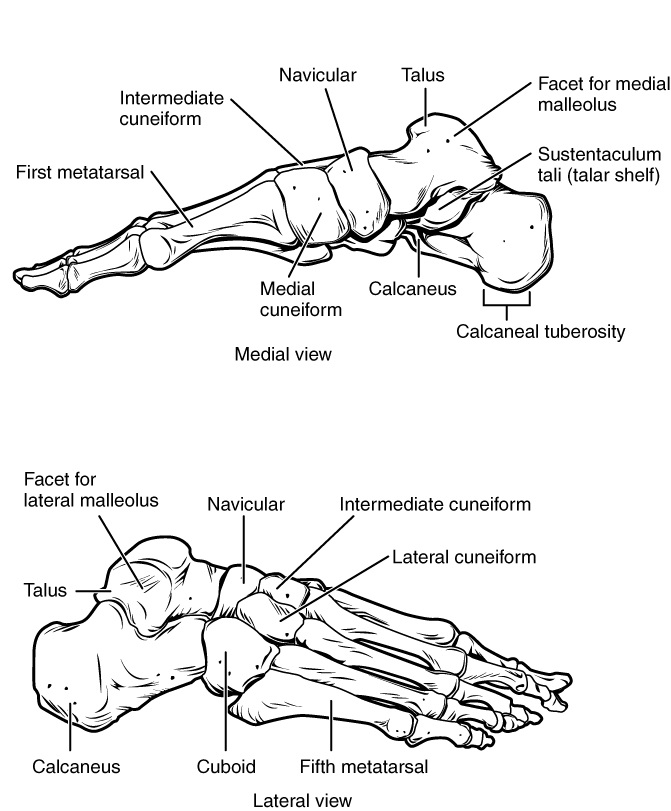 Navicular
Talus
Facet for medial
malleolus
Intermediate
cuneiform
Sustentaculum
tali (talar shelf)
First metatarsal
Medial
cuneiform
Calcaneus
Calcaneal tuberosity
Medial view
Facet for
lateral malleolus
Navicular
Intermediate cuneiform
Lateral cuneiform
Talus
Calcaneus
Cuboid
Fifth metatarsal
Lateral view